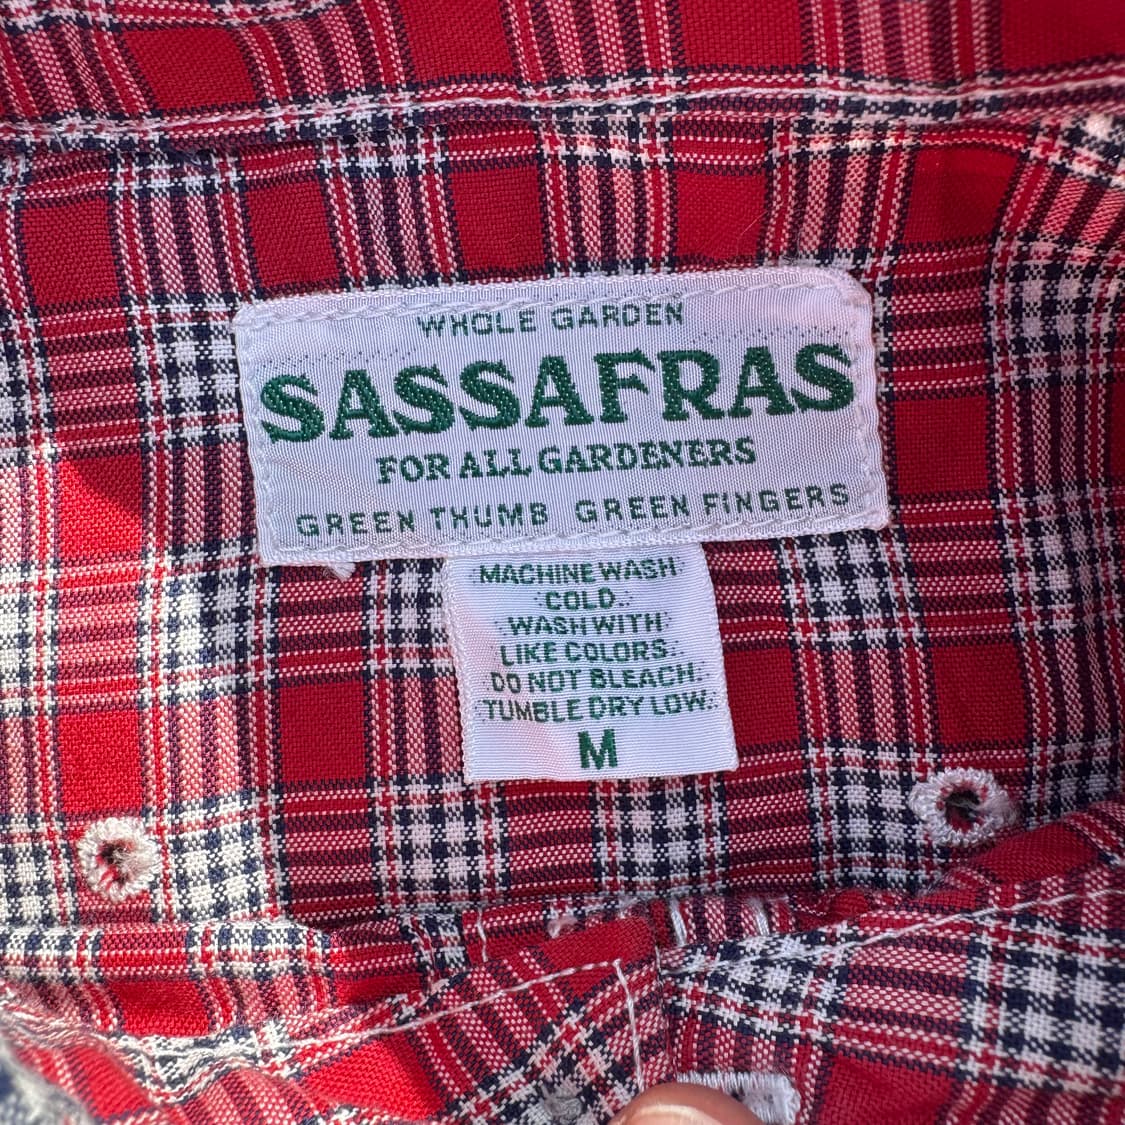 WHOLE GARDEN
SASSAFRAS
FOR ALL GARDENERS
GREEN THUMB GREEN FINGERS
MACHINE WASH
COLD.
WASH WITH
LIKE COLORS.
DO NOT BLEACH.
TUMBLE DRY LOW.
M